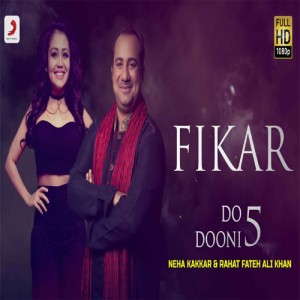 FULL
HD
1080p
FIKAR
DO
DOONI 5
NEHA KAKKAR & RAHAT FATEH ALI KHAN